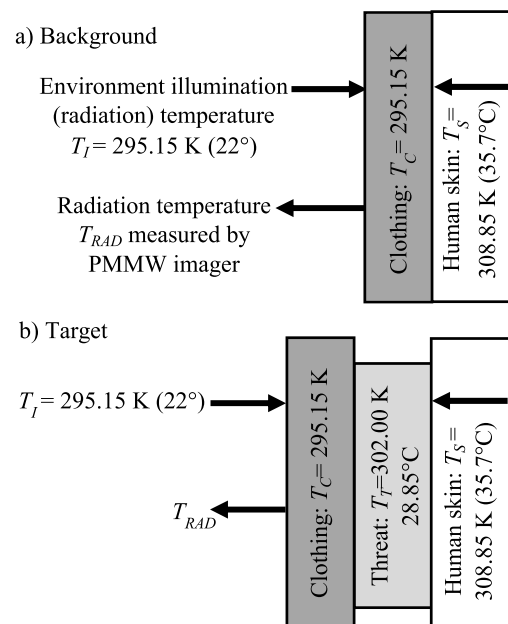 a) Background
Environment illumination
(radiation) temperature
T_I = 295.15 K (22°)
Radiation temperature
T_RAD measured by
PMMW imager
Clothing: T_C= 295.15 K
Human skin: T_S=
308.85 K (35.7°C)
b) Target
T_I = 295.15 K (22°)
T_RAD
Clothing: T_C= 295.15 K
Threat: T_T=302.00 K
28.85°C
Human skin: T_S=
308.85 K (35.7°C)